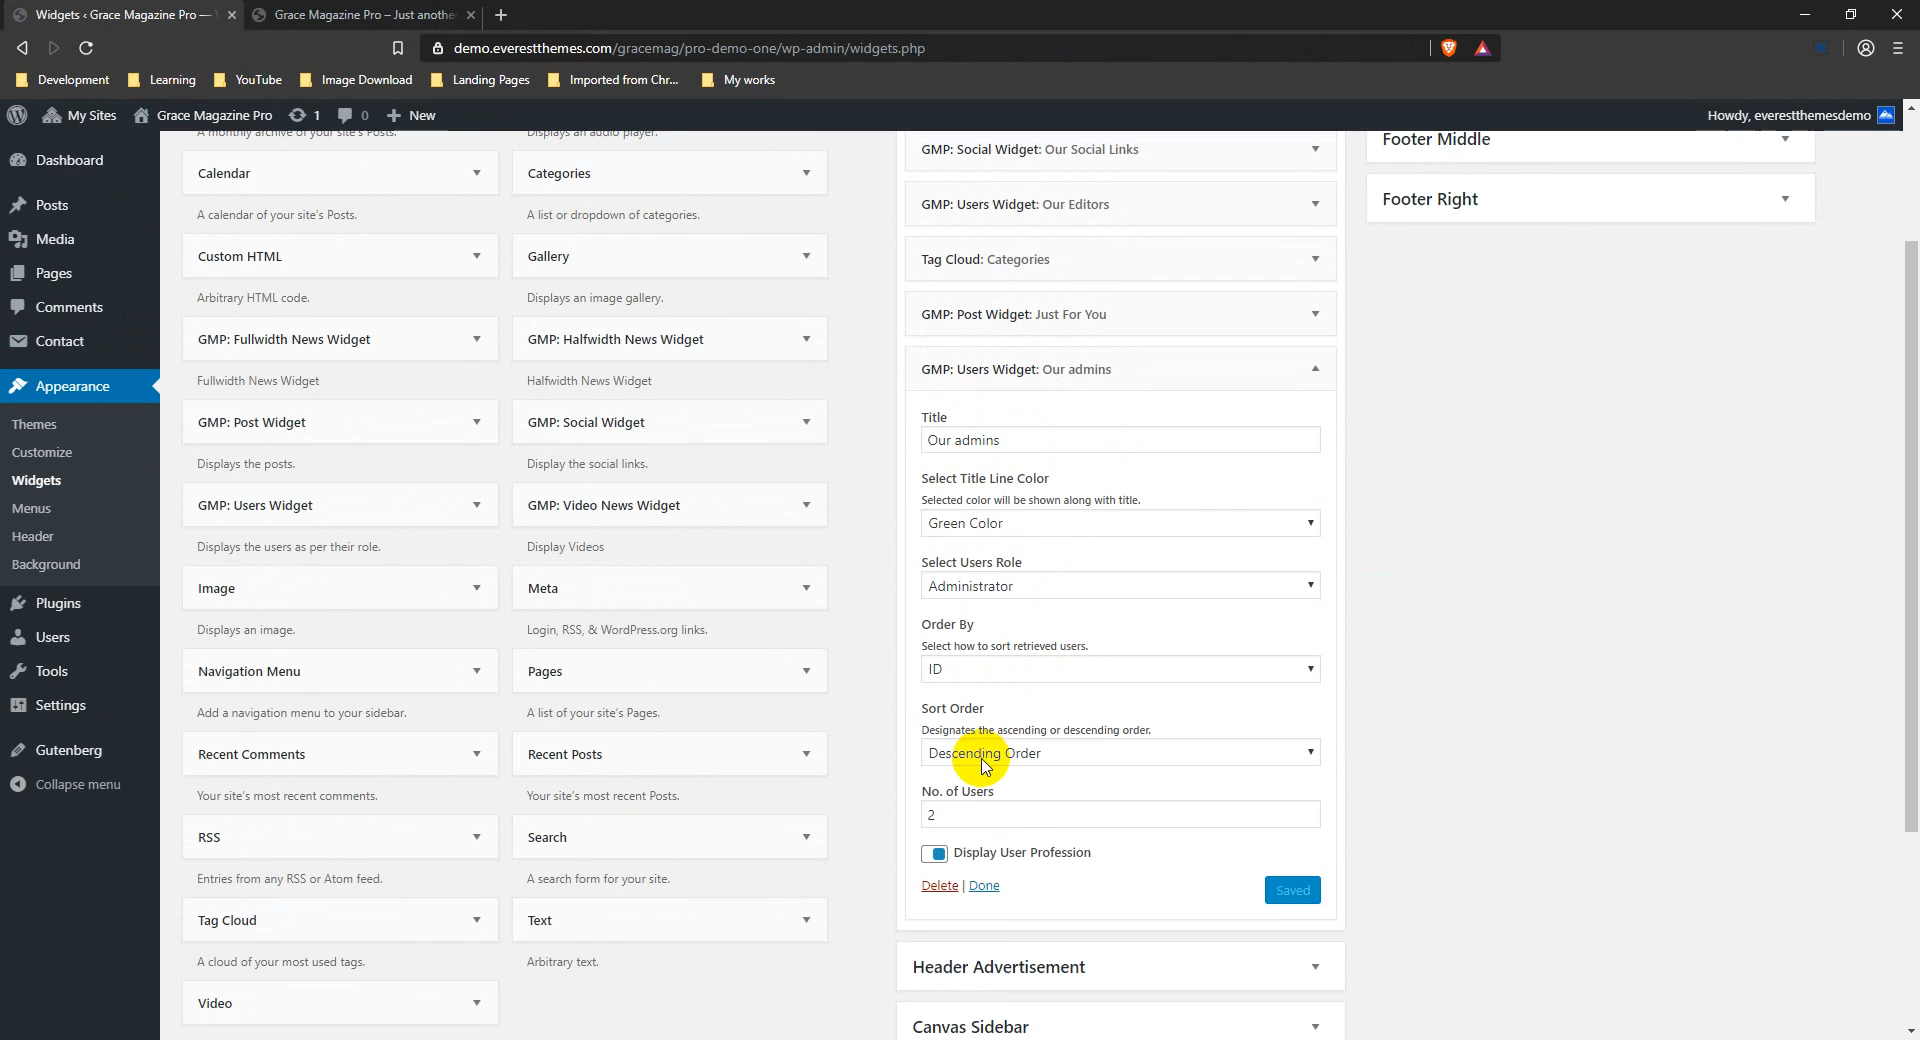 Widgets ‹ Grace Magazine Pro —
Grace Magazine Pro – Just anothe
demo.everestthemes.com/gracemag/pro-demo-one/wp-admin/widgets.php
Development
Learning
YouTube
Image Download
Landing Pages
Imported from Chr...
My works
My Sites
Grace Magazine Pro
1
0
New
Howdy, everestthemesdemo
Dashboard
Posts
Media
Pages
Comments
Contact
Appearance
Themes
Customize
Widgets
Menus
Header
Background
Plugins
Users
Tools
Settings
Gutenberg
Collapse menu
A monthly archive of your site's Posts.
Displays an audio player.
Calendar
Categories
A calendar of your site's Posts.
A list or dropdown of categories.
Custom HTML
Gallery
Arbitrary HTML code.
Displays an image gallery.
GMP: Fullwidth News Widget
GMP: Halfwidth News Widget
Fullwidth News Widget
Halfwidth News Widget
GMP: Post Widget
GMP: Social Widget
Displays the posts.
Display the social links.
GMP: Users Widget
GMP: Video News Widget
Displays the users as per their role.
Display Videos
Image
Meta
Displays an image.
Login, RSS, & WordPress.org links.
Navigation Menu
Pages
Add a navigation menu to your sidebar.
A list of your site's Pages.
Recent Comments
Recent Posts
Your site's most recent comments.
Your site's most recent Posts.
RSS
Search
Entries from any RSS or Atom feed.
A search form for your site.
Tag Cloud
Text
A cloud of your most used tags.
Arbitrary text.
Video
GMP: Social Widget: Our Social Links
GMP: Users Widget: Our Editors
Tag Cloud: Categories
GMP: Post Widget: Just For You
GMP: Users Widget: Our admins
Title
Our admins
Select Title Line Color
Selected color will be shown along with title.
Green Color
Select Users Role
Administrator
Order By
Select how to sort retrieved users.
ID
Sort Order
Designates the ascending or descending order.
Descending Order
No. of Users
2
Display User Profession
Delete | Done
Saved
Header Advertisement
Canvas Sidebar
Footer Middle
Footer Right